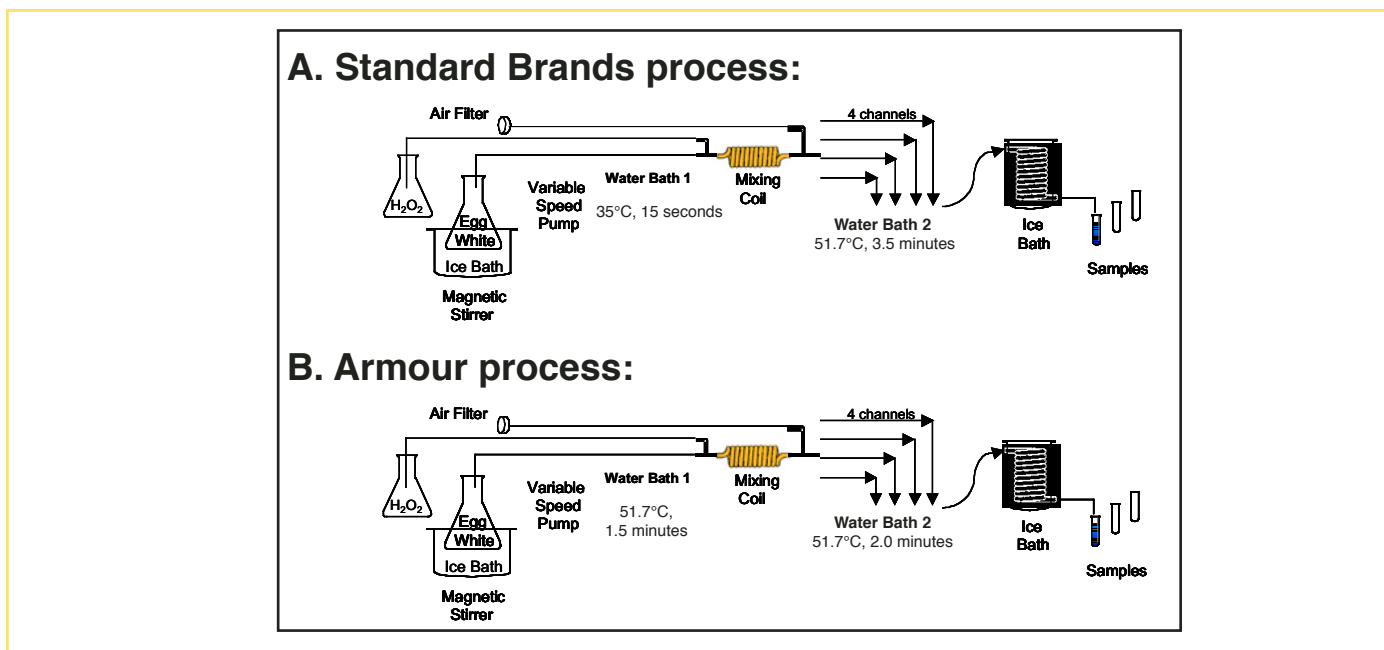 A. Standard Brands process:
Air Filter
4 channels
H₂O₂
Egg
White
Ice Bath
Magnetic
Stirrer
Variable
Speed
Pump
Water Bath 1
35°C, 15 seconds
Mixing
Coil
Water Bath 2
51.7°C, 3.5 minutes
Ice
Bath
Samples
B. Armour process:
Air Filter
4 channels
H₂O₂
Egg
White
Ice Bath
Magnetic
Stirrer
Variable
Speed
Pump
Water Bath 1
51.7°C,
1.5 minutes
Mixing
Coil
Water Bath 2
51.7°C, 2.0 minutes
Ice
Bath
Samples